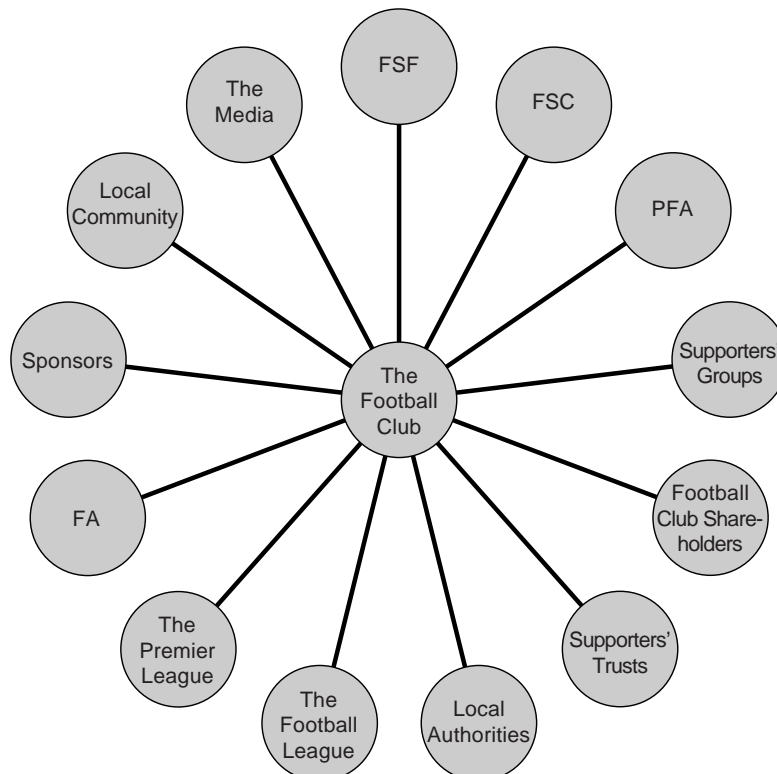 FSF
The
Media
FSC
Local
Community
PFA
Sponsors
The
Football
Club
Supporters'
Groups
FA
Football
Club Share-
holders
The
Premier
League
Supporters’
Trusts
The
Football
League
Local
Authorities